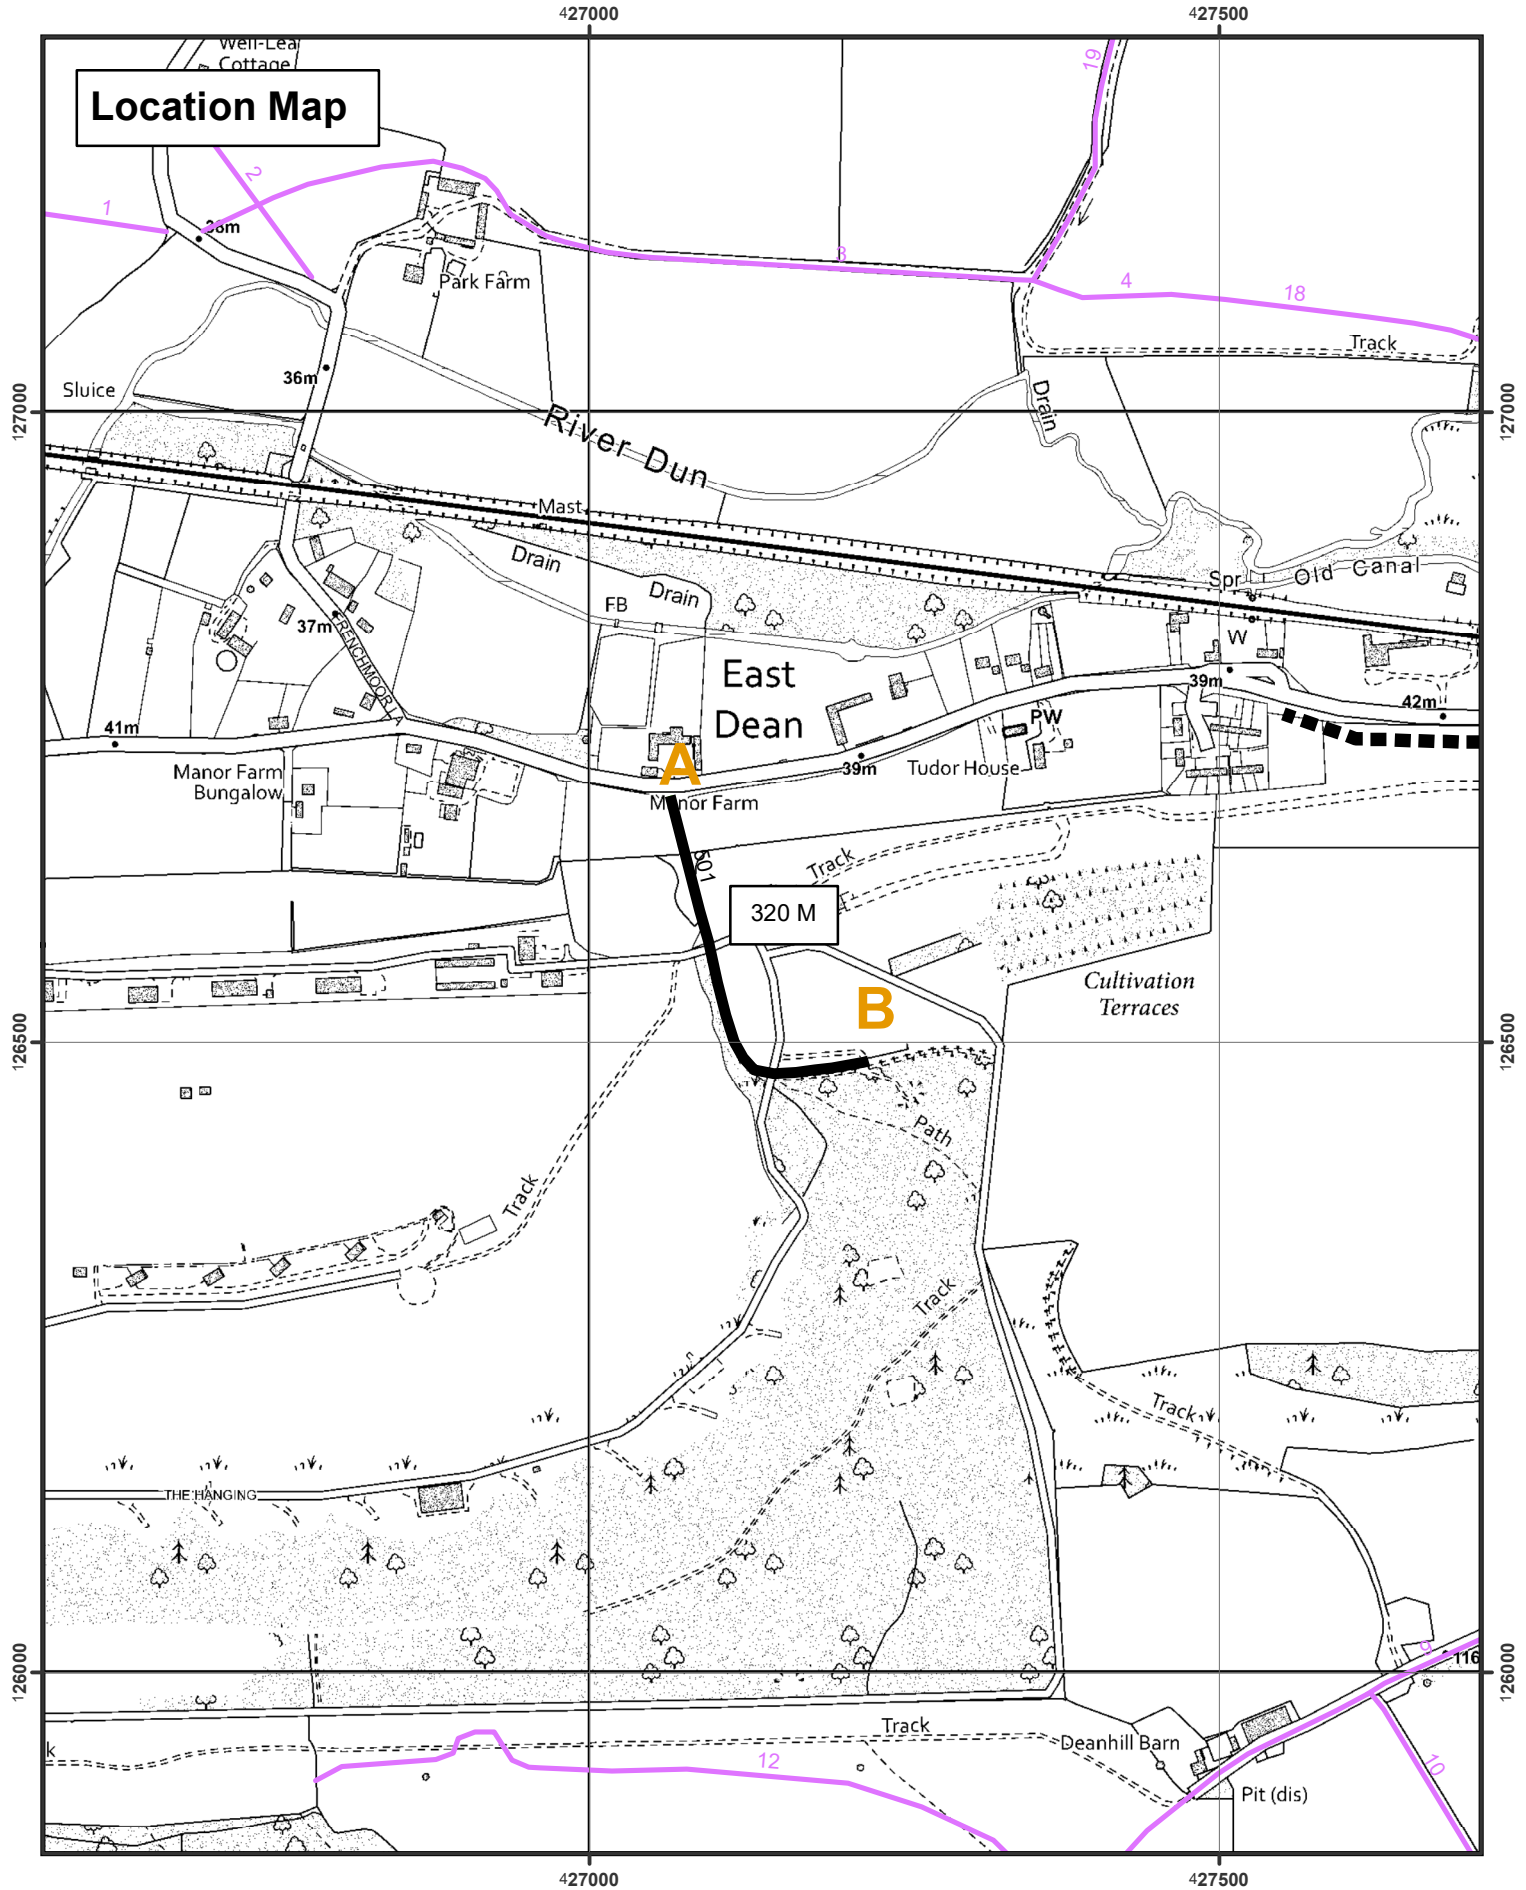 427000
427500
Well-Lea
Cottage
Location Map
19
2
1
38m
3
4
18
Park Farm
Track
36m
Sluice
Drain
127000
127000
River Dun
Mast
Drain
Drain
FB
Spr
Old Canal
37m
FRENCHMOOR LA
W
East
Dean
39m
PW
41m
42m
A
39m
Tudor House
Manor Farm
Bungalow
Manor Farm
501
Track
320 M
Cultivation
Terraces
B
126500
126500
Path
Track
Track
Track
THE HANGING
126000
126000
9
116
Track
Deanhill Barn
k
12
10
Pit (dis)
427000
427500